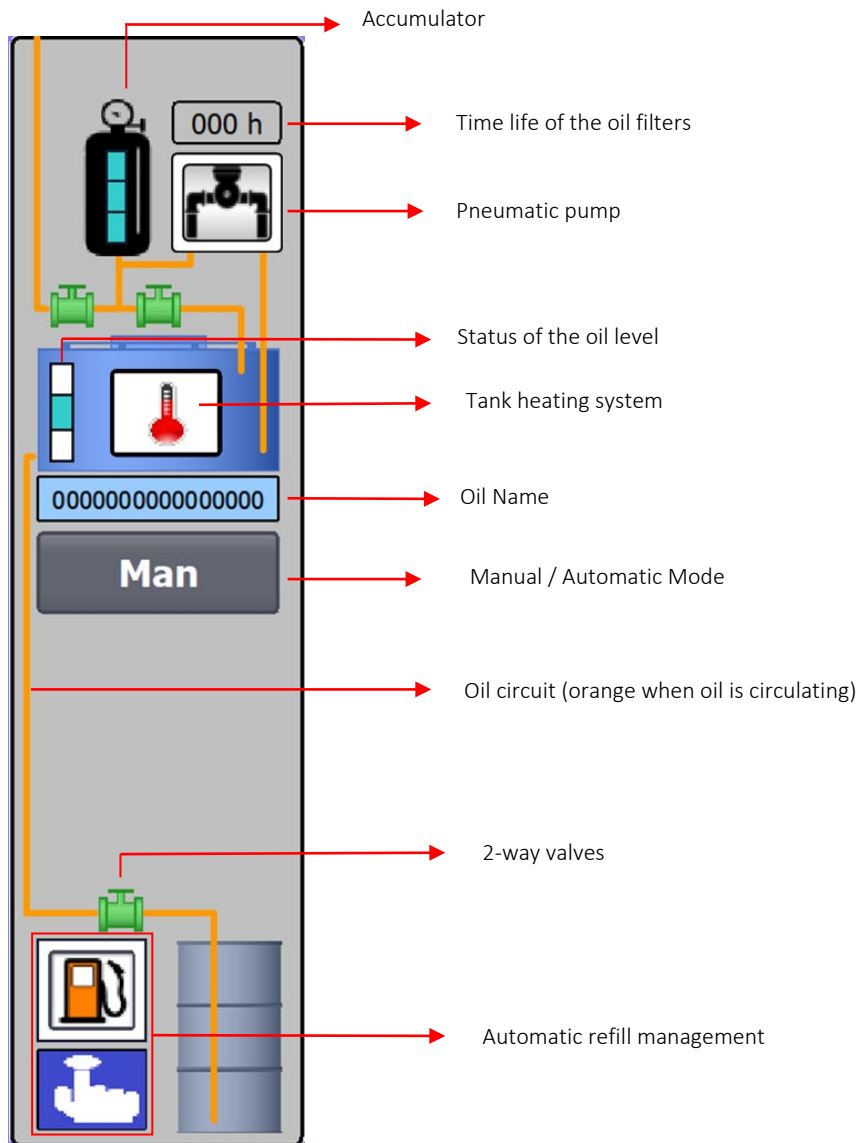 Accumulator
000 h
Time life of the oil filters
Pneumatic pump
Status of the oil level
Tank heating system
0000000000000000
Oil Name
Man
Manual / Automatic Mode
Oil circuit (orange when oil is circulating)
2-way valves
Automatic refill management